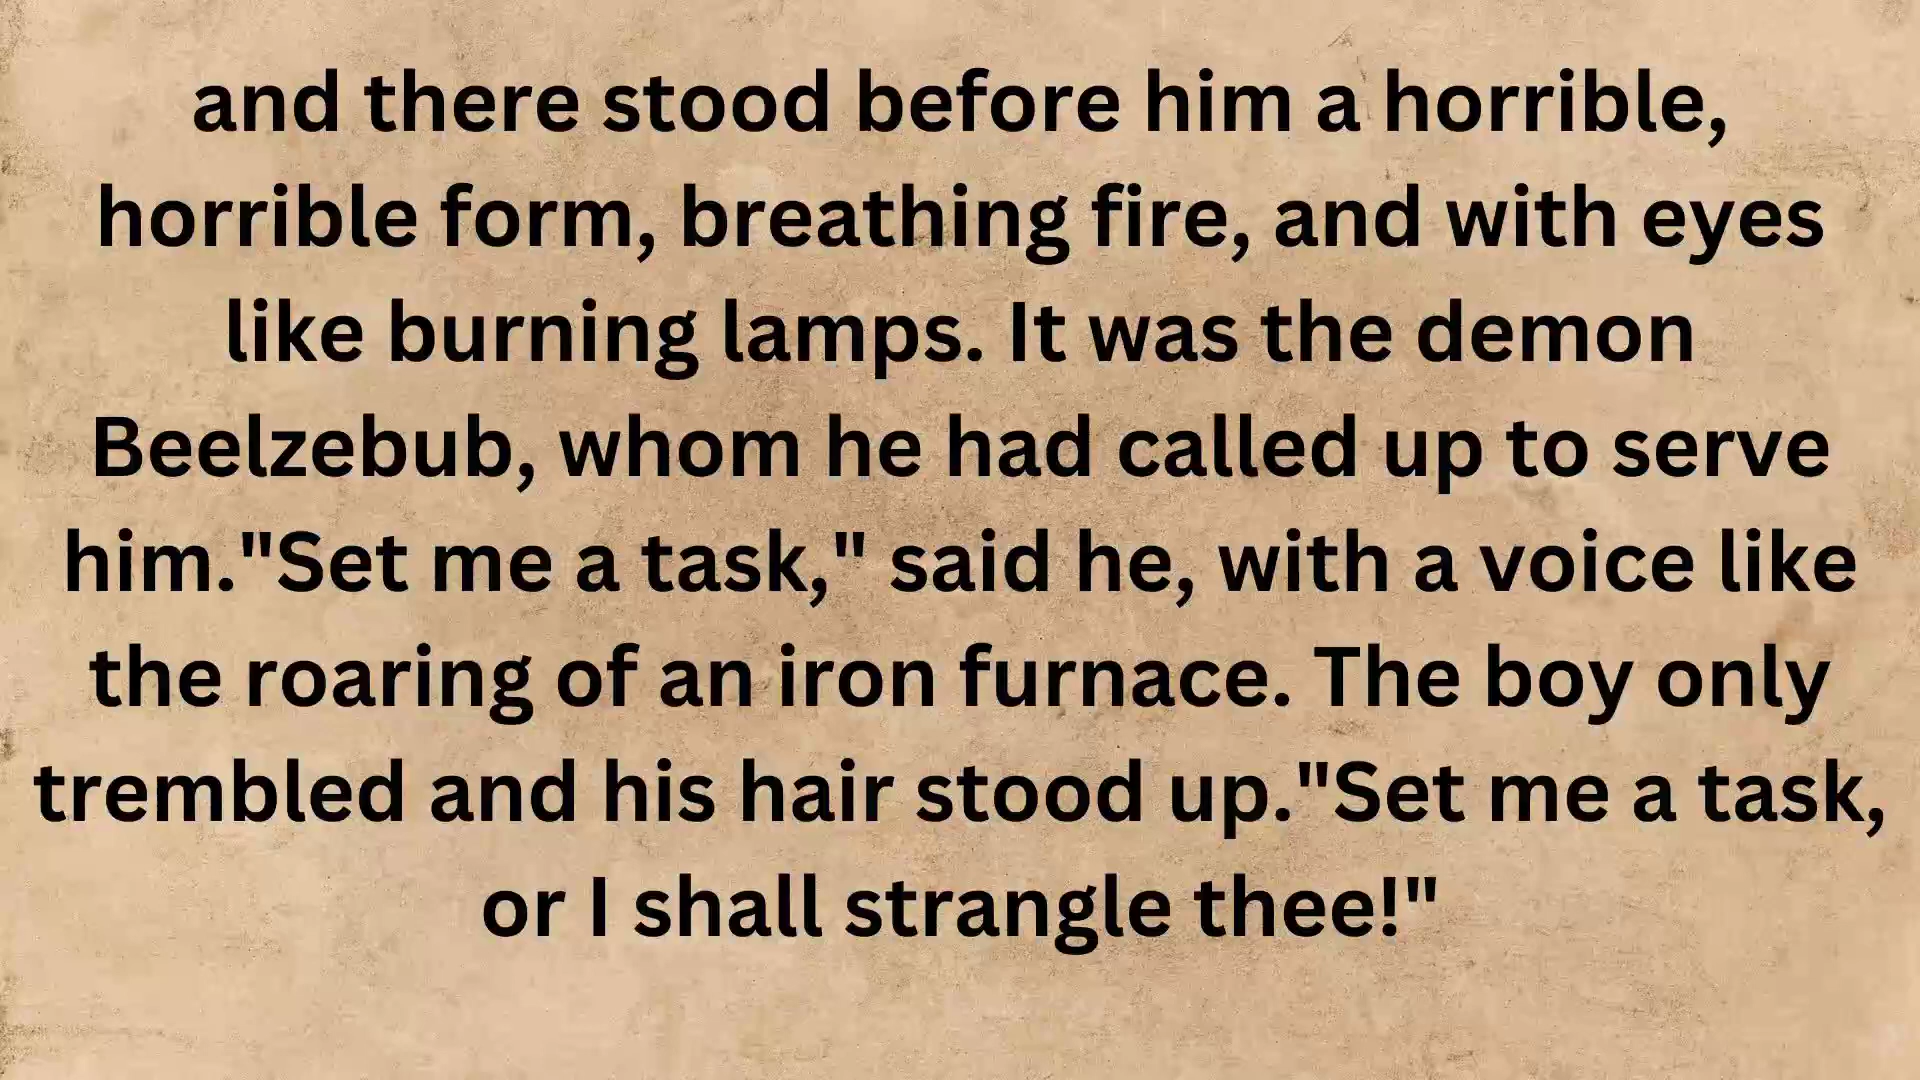 and there stood before him a horrible,
horrible form, breathing fire, and with eyes
like burning lamps. It was the demon
Beelzebub, whom he had called up to serve
him."Set me a task," said he, with a voice like
the roaring of an iron furnace. The boy only
trembled and his hair stood up."Set me a task,
or I shall strangle thee!"